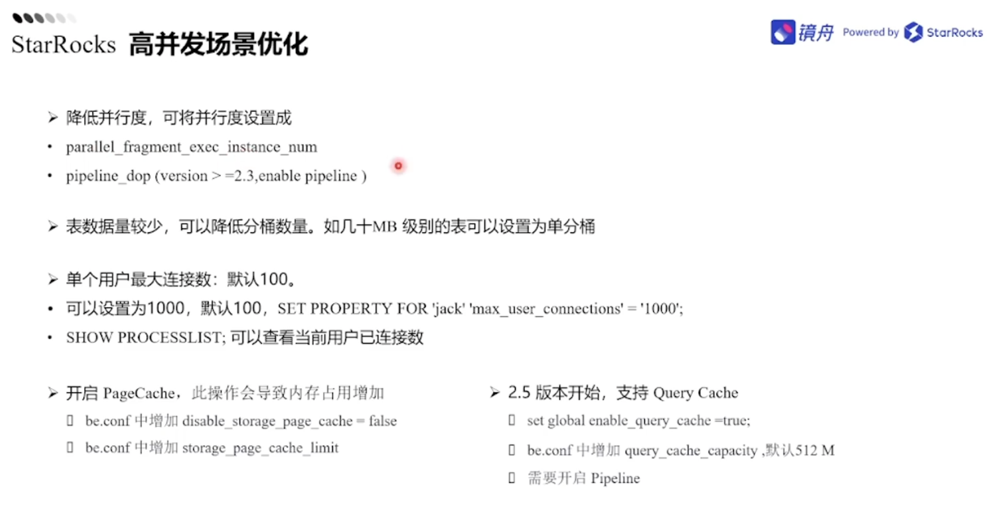 StarRocks 高并发场景优化
镜舟 Powered by StarRocks
➢ 降低并行度，可将并行度设置成
• parallel_fragment_exec_instance_num
• pipeline_dop (version > =2.3,enable pipeline )
➢ 表数据量较少，可以降低分桶数量。如几十MB 级别的表可以设置为单分桶
➢ 单个用户最大连接数：默认100。
• 可以设置为1000，默认100，SET PROPERTY FOR 'jack' 'max_user_connections' = '1000';
• SHOW PROCESSLIST; 可以查看当前用户已连接数
➢ 开启 PageCache，此操作会导致内存占用增加
be.conf 中增加 disable_storage_page_cache = false
be.conf 中增加 storage_page_cache_limit
➢ 2.5 版本开始，支持 Query Cache
set global enable_query_cache =true;
be.conf 中增加 query_cache_capacity ,默认512 M
需要开启 Pipeline